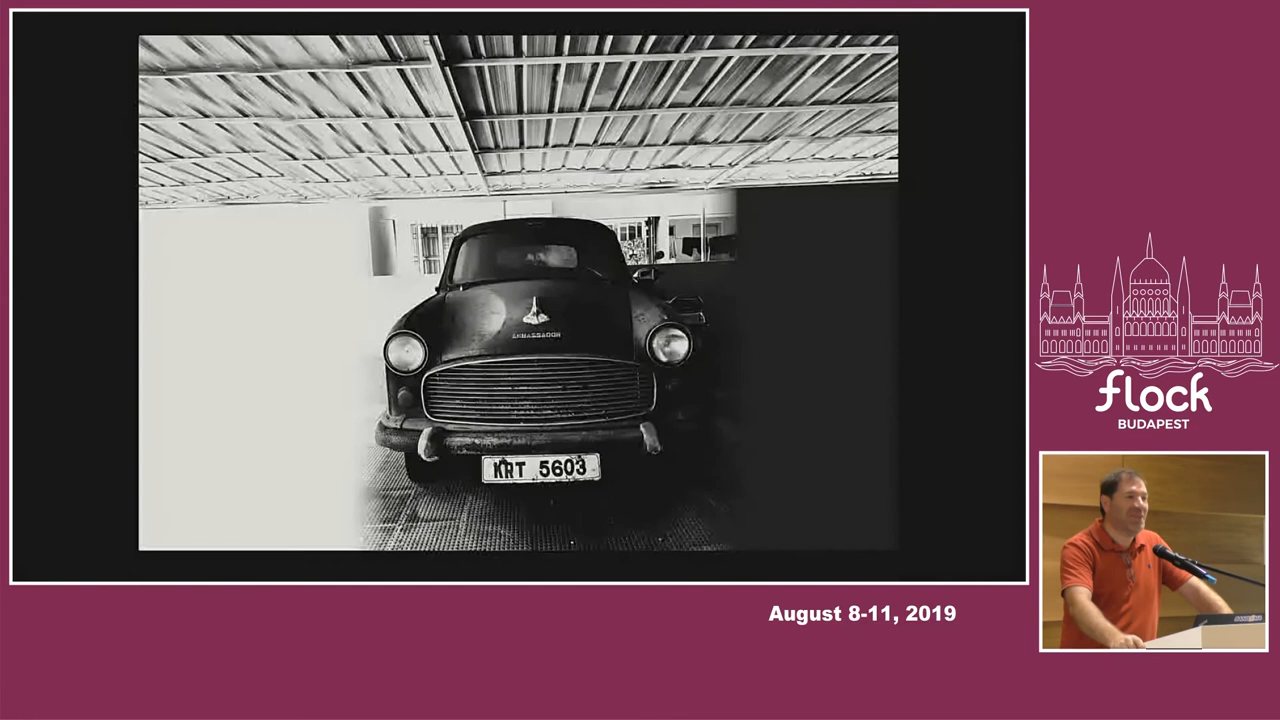 AMBASSADOR
KRT 5603
flock
BUDAPEST
August 8-11, 2019